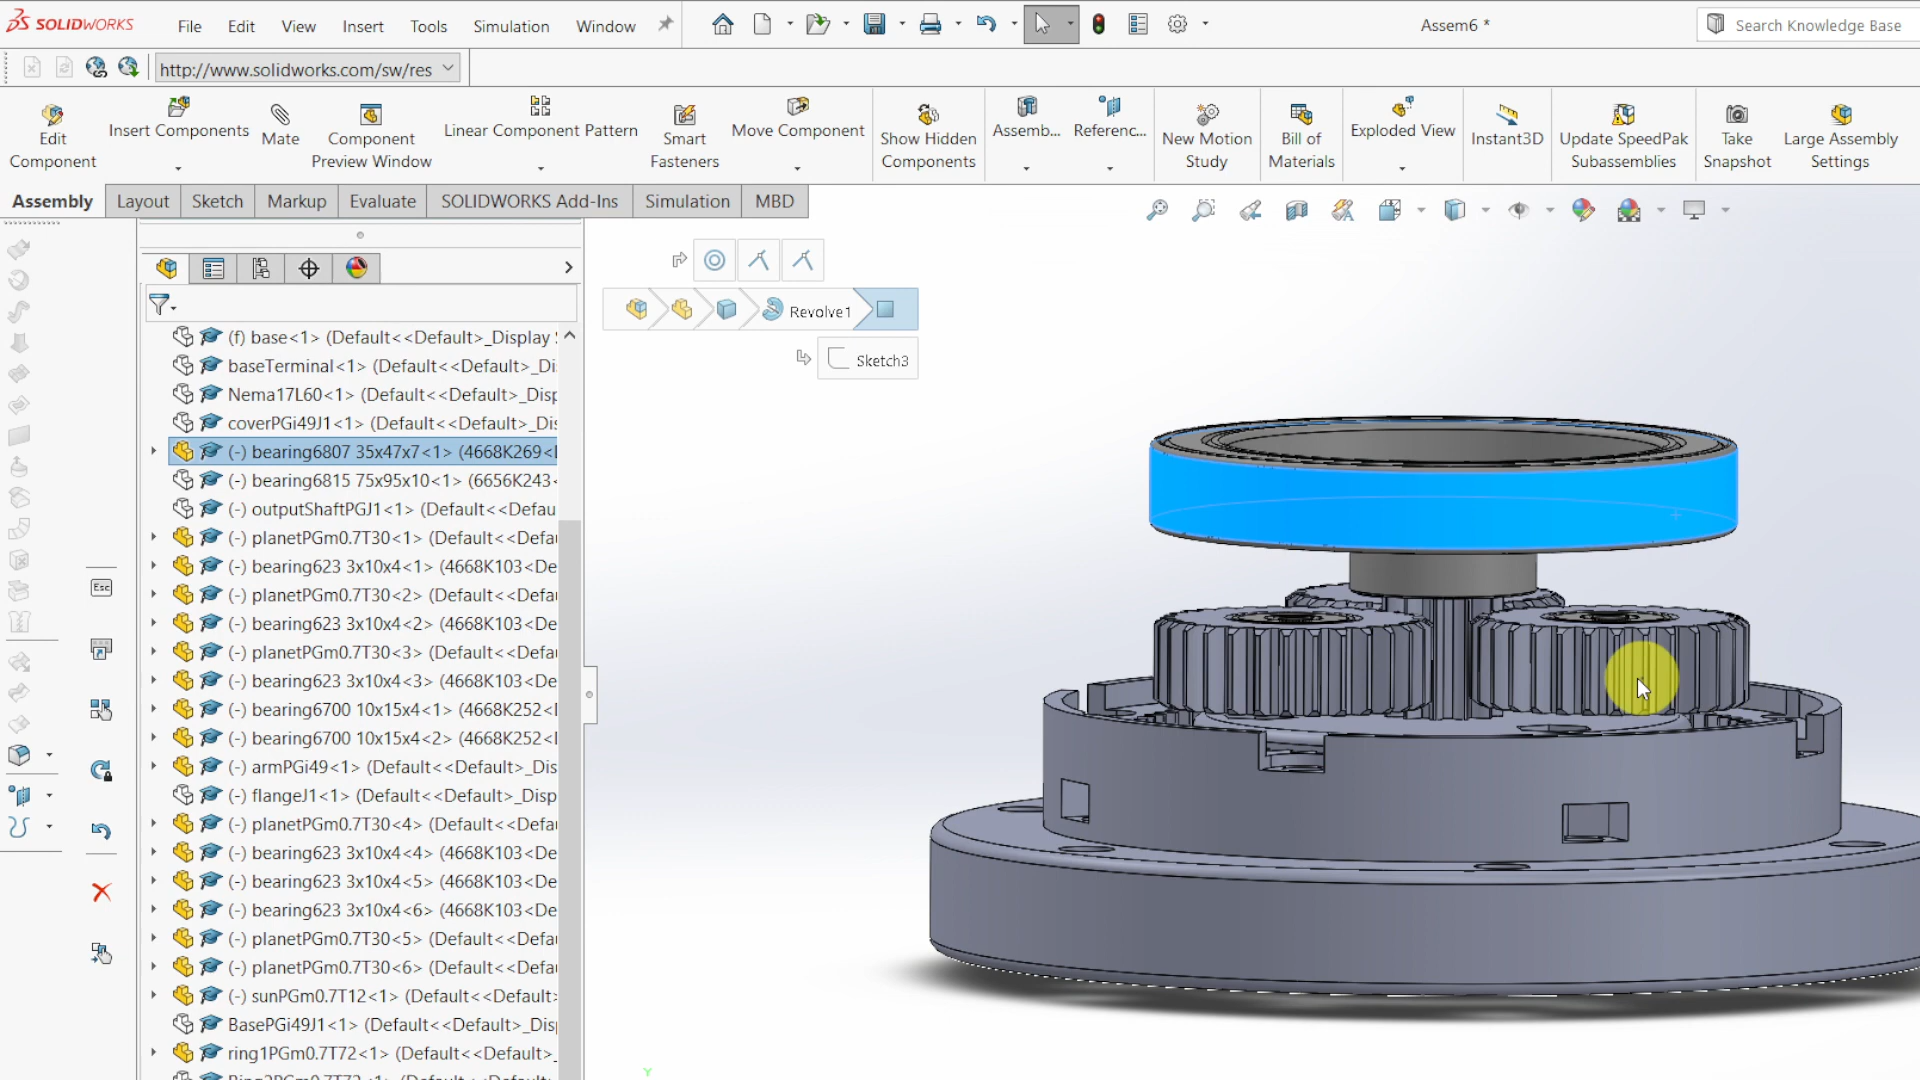 SOLIDWORKS File Edit View Insert Tools Simulation Window Assem6 * Search Knowledge Base
http://www.solidworks.com/sw/res
Edit Component
Insert Components
Mate
Component Preview Window
Linear Component Pattern
Smart Fasteners
Move Component
Show Hidden Components
Assemb...
Referenc...
New Motion Study
Bill of Materials
Exploded View
Instant3D
Update SpeedPak Subassemblies
Take Snapshot
Large Assembly Settings
Assembly Layout Sketch Markup Evaluate SOLIDWORKS Add-Ins Simulation MBD
Revolve1
Sketch3
(f) base<1> (Default<<Default>_Display
baseTerminal<1> (Default<<Default>_Di
Nema17L60<1> (Default<<Default>_Disp
coverPGi49J1<1> (Default<<Default>_Dis
(-) bearing6807 35x47x7<1> (4668K269<
(-) bearing6815 75x95x10<1> (6656K243<
(-) outputShaftPGJ1<1> (Default<<Defau
(-) planetPGm0.7T30<1> (Default<<Defau
(-) bearing623 3x10x4<1> (4668K103<De
(-) planetPGm0.7T30<2> (Default<<Defau
(-) bearing623 3x10x4<2> (4668K103<De
(-) planetPGm0.7T30<3> (Default<<Defau
(-) bearing623 3x10x4<3> (4668K103<De
(-) bearing6700 10x15x4<1> (4668K252<
(-) bearing6700 10x15x4<2> (4668K252<
(-) armPGi49<1> (Default<<Default>_Dis
(-) flangeJ1<1> (Default<<Default>_Disp
(-) planetPGm0.7T30<4> (Default<<Defau
(-) bearing623 3x10x4<4> (4668K103<De
(-) bearing623 3x10x4<5> (4668K103<De
(-) bearing623 3x10x4<6> (4668K103<De
(-) planetPGm0.7T30<5> (Default<<Defau
(-) planetPGm0.7T30<6> (Default<<Defau
(-) sunPGm0.7T12<1> (Default<<Default>
BasePGi49J1<1> (Default<<Default>_Dis
ring1PGm0.7T72<1> (Default<<Default>_
Esc
Y